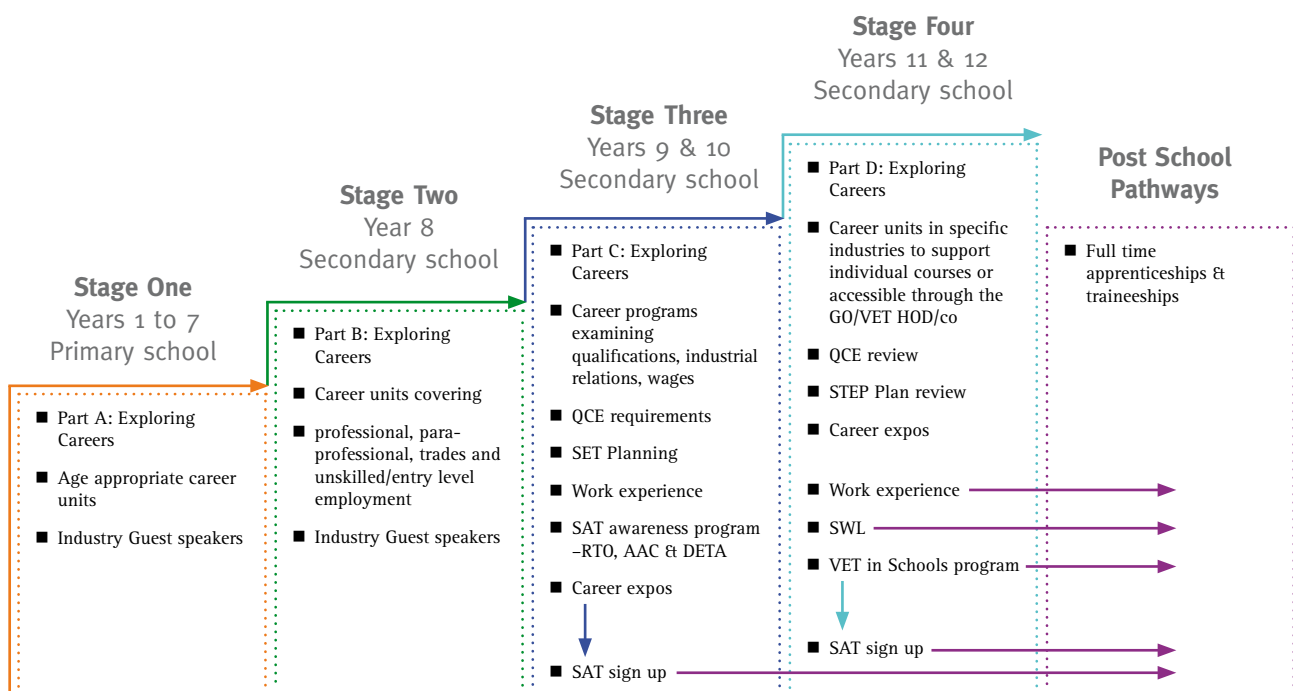 Stage One
Years 1 to 7
Primary school
■ Part A: Exploring
Careers
■ Age appropriate career
units
■ Industry Guest speakers
Stage Two
Year 8
Secondary school
■ Part B: Exploring
Careers
■ Career units covering
■ professional, para-
professional, trades and
unskilled/entry level
employment
■ Industry Guest speakers
Stage Three
Years 9 & 10
Secondary school
■ Part C: Exploring
Careers
■ Career programs
examining
qualifications, industrial
relations, wages
■ QCE requirements
■ SET Planning
■ Work experience
■ SAT awareness program
–RTO, AAC & DETA
■ Career expos
■ SAT sign up
Stage Four
Years 11 & 12
Secondary school
■ Part D: Exploring
Careers
■ Career units in specific
industries to support
individual courses or
accessible through the
GO/VET HOD/co
■ QCE review
■ STEP Plan review
■ Career expos
■ Work experience
■ SWL
■ VET in Schools program
■ SAT sign up
Post School
Pathways
■ Full time
apprenticeships &
traineeships